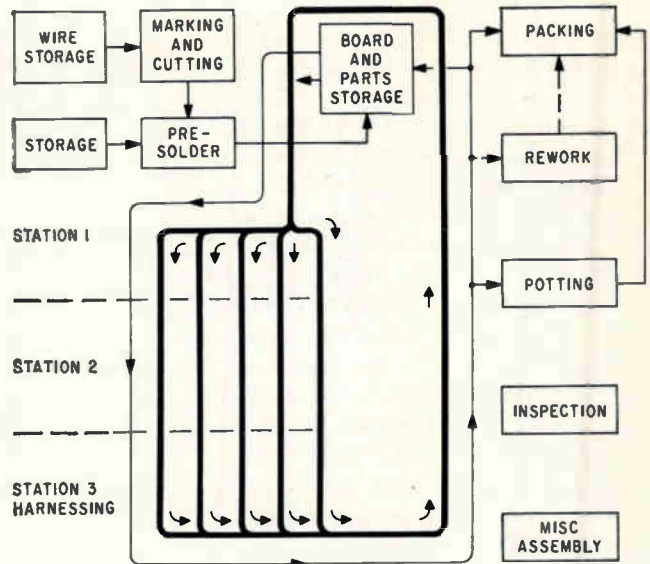 WIRE
STORAGE
MARKING
AND
CUTTING
BOARD
AND
PARTS
STORAGE
PACKING
STORAGE
PRE-
SOLDER
REWORK
STATION 1
POTTING
STATION 2
INSPECTION
STATION 3
HARNESSING
MISC
ASSEMBLY